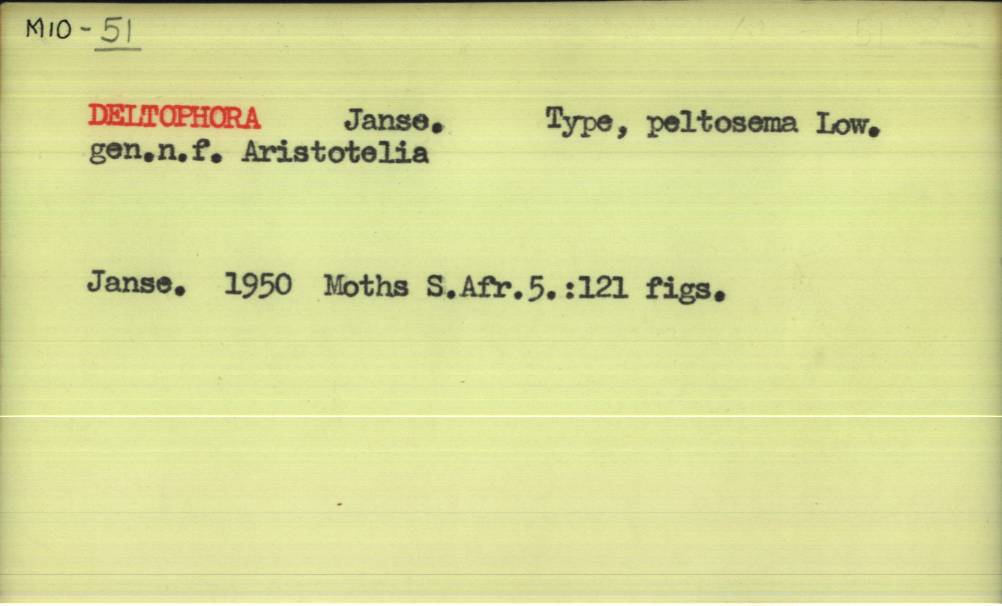 M10 - 51
DELTOPHORA Janse. Type, peltosema Low.
gen.n.f. Aristotelia
Janse. 1950 Moths S.Afr.5.:121 figs.